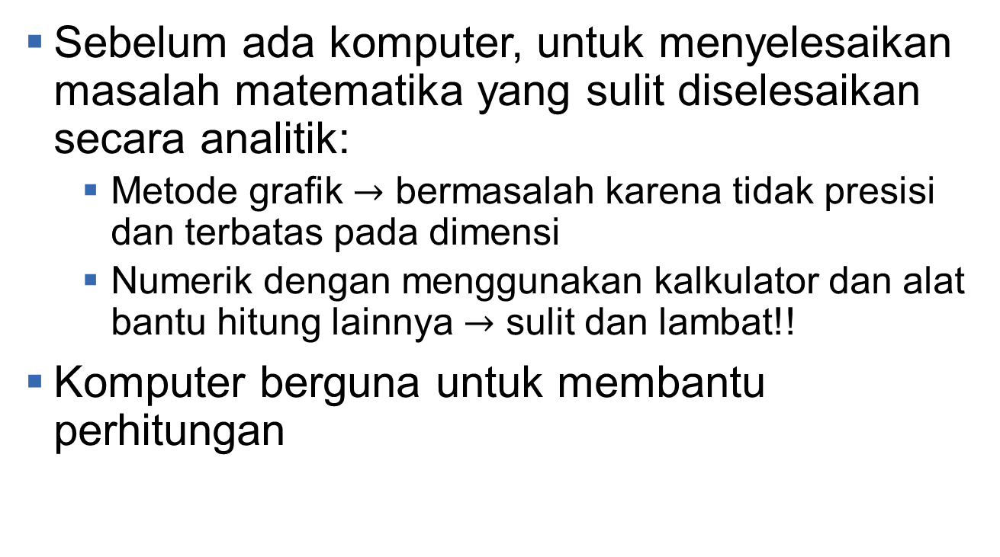 ▪ Sebelum ada komputer, untuk menyelesaikan
masalah matematika yang sulit diselesaikan
secara analitik:
▪ Metode grafik → bermasalah karena tidak presisi
dan terbatas pada dimensi
▪ Numerik dengan menggunakan kalkulator dan alat
bantu hitung lainnya → sulit dan lambat!!
▪ Komputer berguna untuk membantu
perhitungan